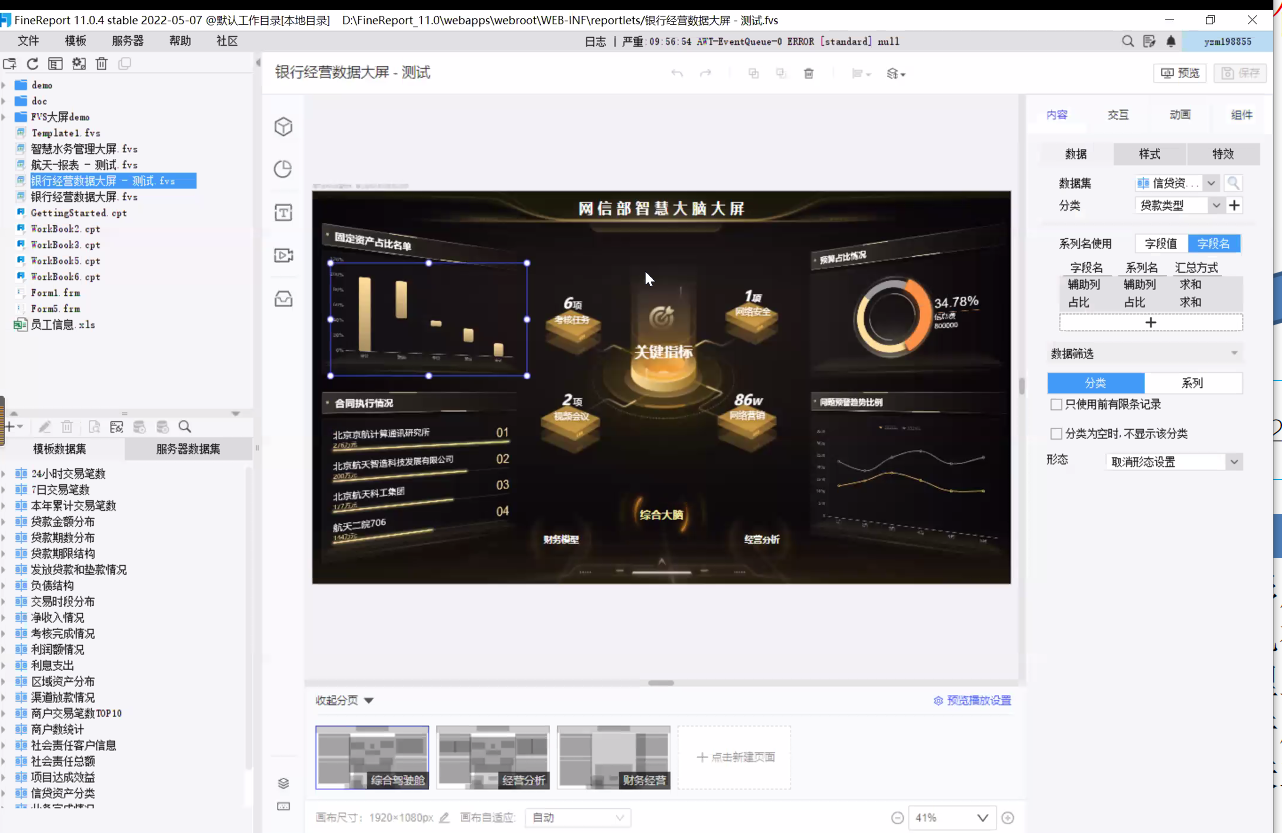 FineReport_11.0.4 stable 2022-05-07 @默认工作目录[本地目录] D:\FineReport_11.0\webapps\webroot\WEB-INF\reportlets/银行经营数据大屏 - 测试.fvs
文件 模板 服务器 帮助 社区
日志 | 严重:09:56:54 AWT-EventQueue-0 ERROR [standard] null
yzm198855
demo
doc
FVS大屏demo
Template1.fvs
智慧水务管理大屏.fvs
航天-报表 - 测试.fvs
银行经营数据大屏 - 测试.fvs
银行经营数据大屏.fvs
GettingStarted.cpt
WorkBook2.cpt
WorkBook3.cpt
WorkBook5.cpt
WorkBook6.cpt
Form1.frm
Form5.frm
员工信息.xls
模板数据集 服务器数据集
24小时交易笔数
7日交易笔数
本年累计交易笔数
贷款金额分布
贷款期数分布
贷款期限结构
发放贷款和垫款情况
负债结构
交易时段分布
净收入情况
考核完成情况
利润额情况
利息支出
区域资产分布
渠道放款情况
商户交易笔数TOP10
商户数统计
社会责任客户信息
社会责任总额
项目达成效益
信贷资产分类
银行经营数据大屏 - 测试
预览 保存
网信部智慧大脑大屏
固定资产占比名单
6项
考核任务
1项
网络安全
关键指标
2项
视频会议
86w
网络营销
预算占比情况
34.78%
800000
合同执行情况
北京京航计算通讯研究所 01
北京航天智造科技发展有限公司 02
200万元
北京航天科工集团 03
177万元
航天二院706 04
问题预警趋势比例
综合大脑
财务模型
经营分析
收起分页
预览播放设置
综合驾驶舱
经营分析
财务经营
点击新建页面
画布尺寸: 1920*1080px 画布自适应: 自动
41%
内容 交互 动画 组件
数据 样式 特效
数据集 信贷资...
分类 贷款类型
系列名使用 字段值 字段名
字段名 系列名 汇总方式
辅助列 辅助列 求和
占比 占比 求和
数据筛选
分类 系列
只使用前有限条记录
分类为空时,不显示该分类
形态 取消形态设置